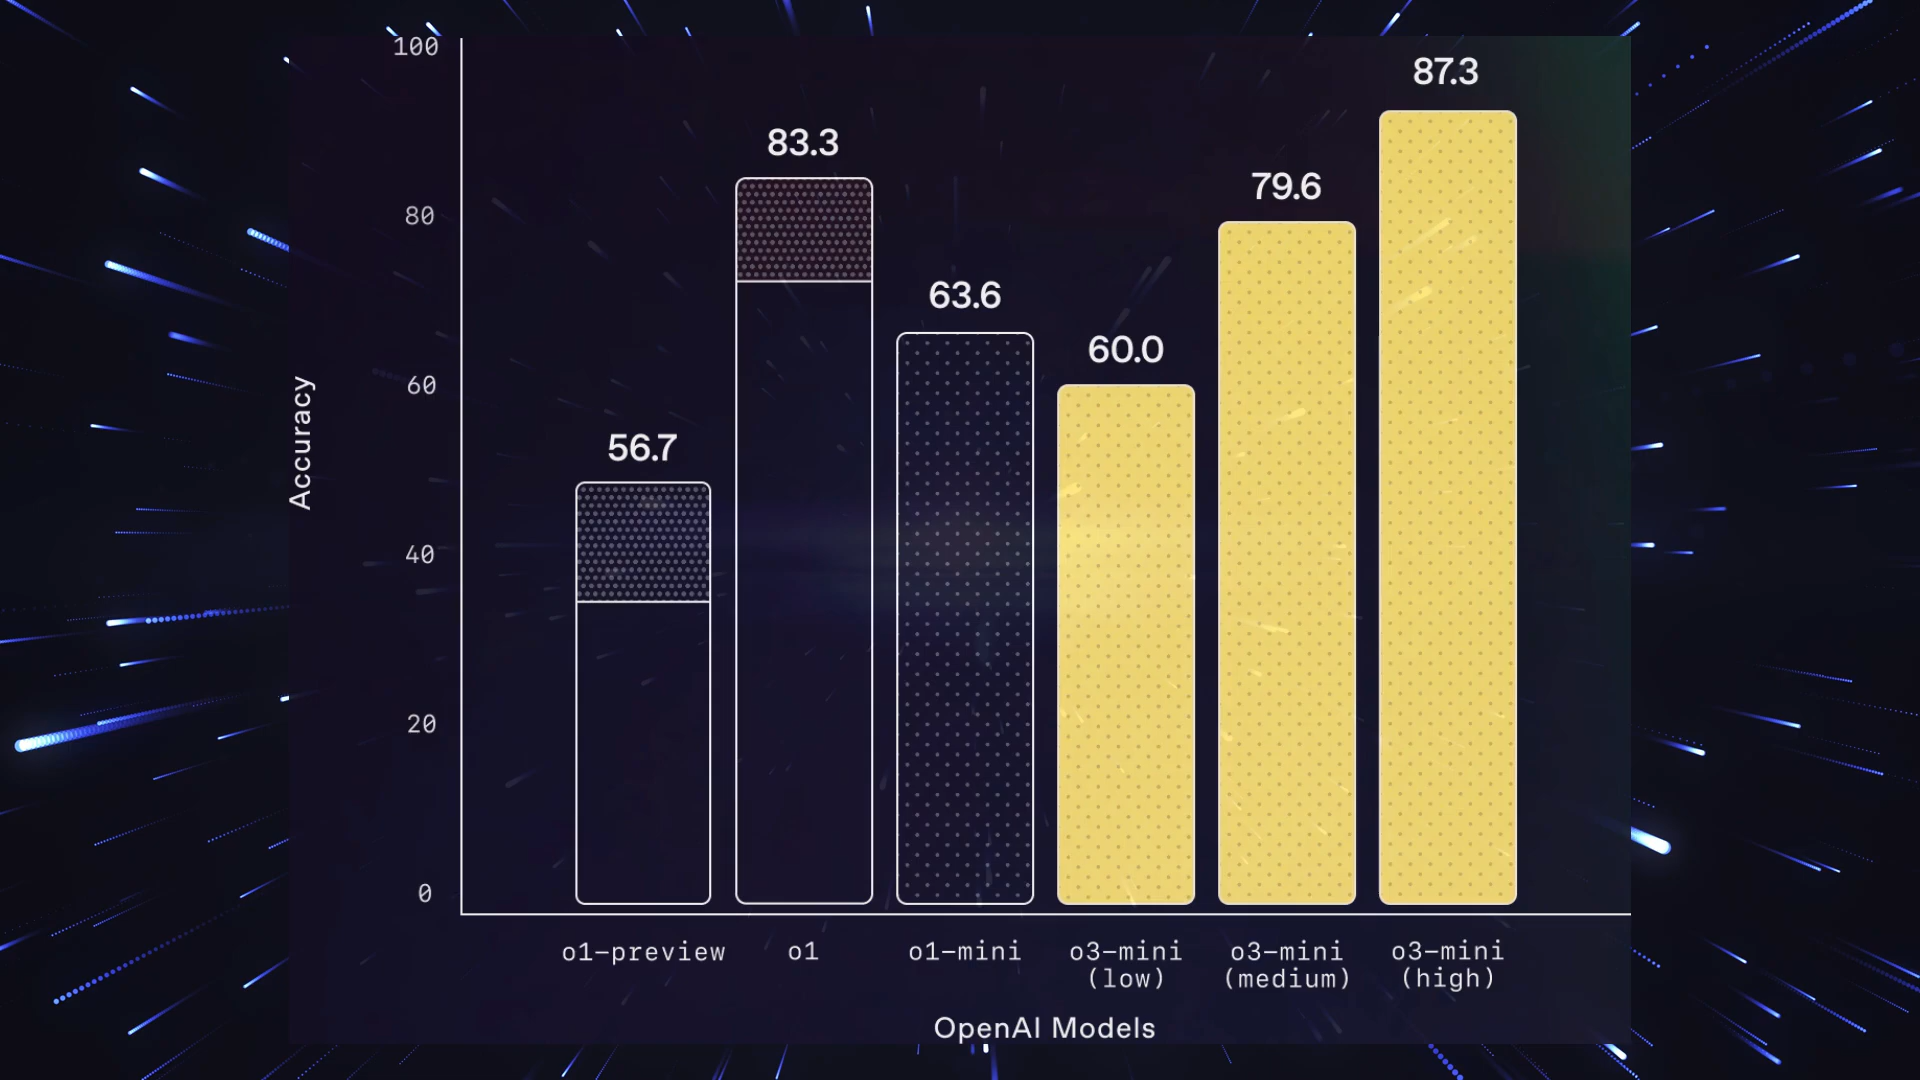 100
80
60
40
20
0
Accuracy
56.7
83.3
63.6
60.0
79.6
87.3
o1-preview
o1
o1-mini
o3-mini
(low)
o3-mini
(medium)
o3-mini
(high)
OpenAI Models